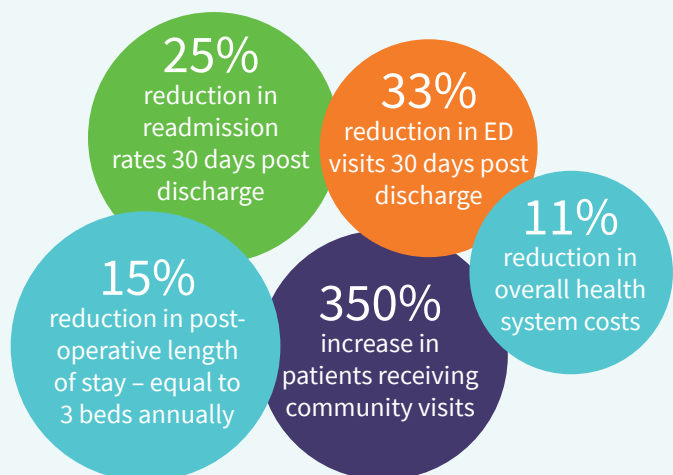 25%
reduction in
readmission
rates 30 days post
discharge
33%
reduction in ED
visits 30 days post
discharge
11%
reduction in
overall health
system costs
15%
reduction in post-
operative length
of stay – equal to
3 beds annually
350%
increase in
patients receiving
community visits